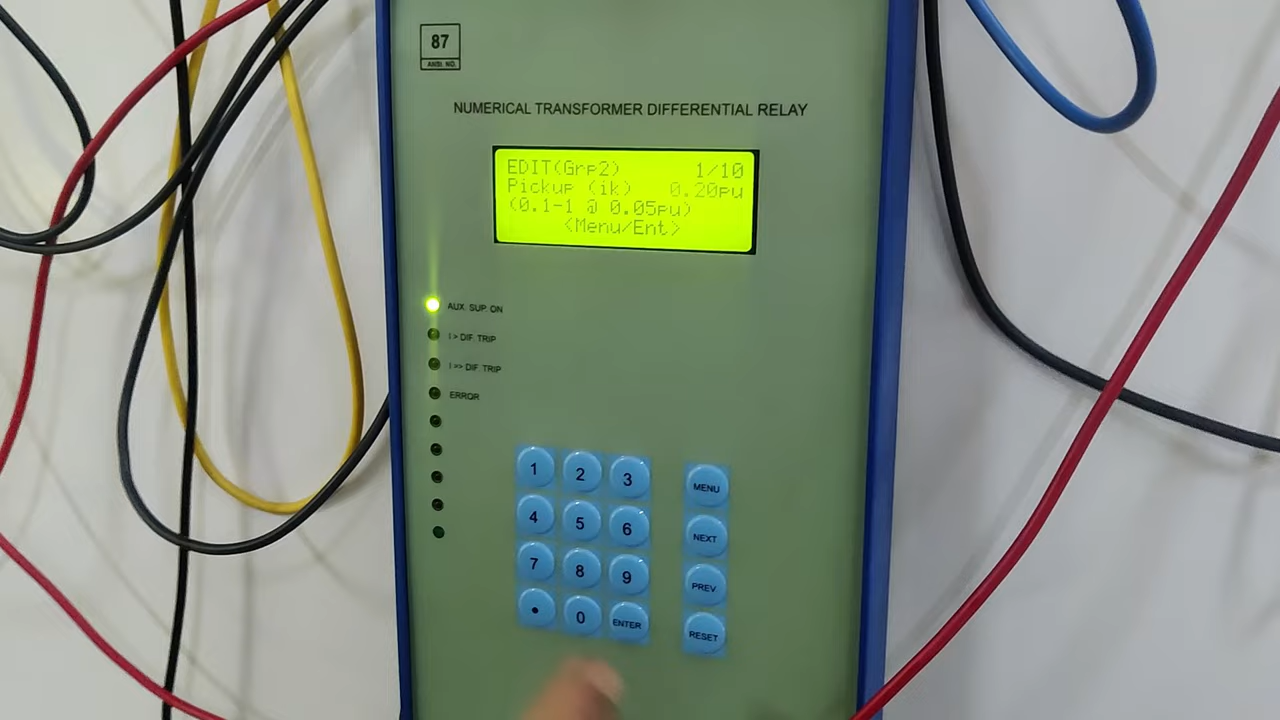 87
ANSI. NO.
NUMERICAL TRANSFORMER DIFFERENTIAL RELAY
EDIT(Grp2) 1/10
Pickup (ik) 0.20pu
(0.1-1 @ 0.05pu)
<Menu/Ent>
AUX. SUP. ON
I > DIF. TRIP
I >> DIF. TRIP
ERROR
1 2 3 MENU
4 5 6 NEXT
7 8 9 PREV
• 0 ENTER RESET